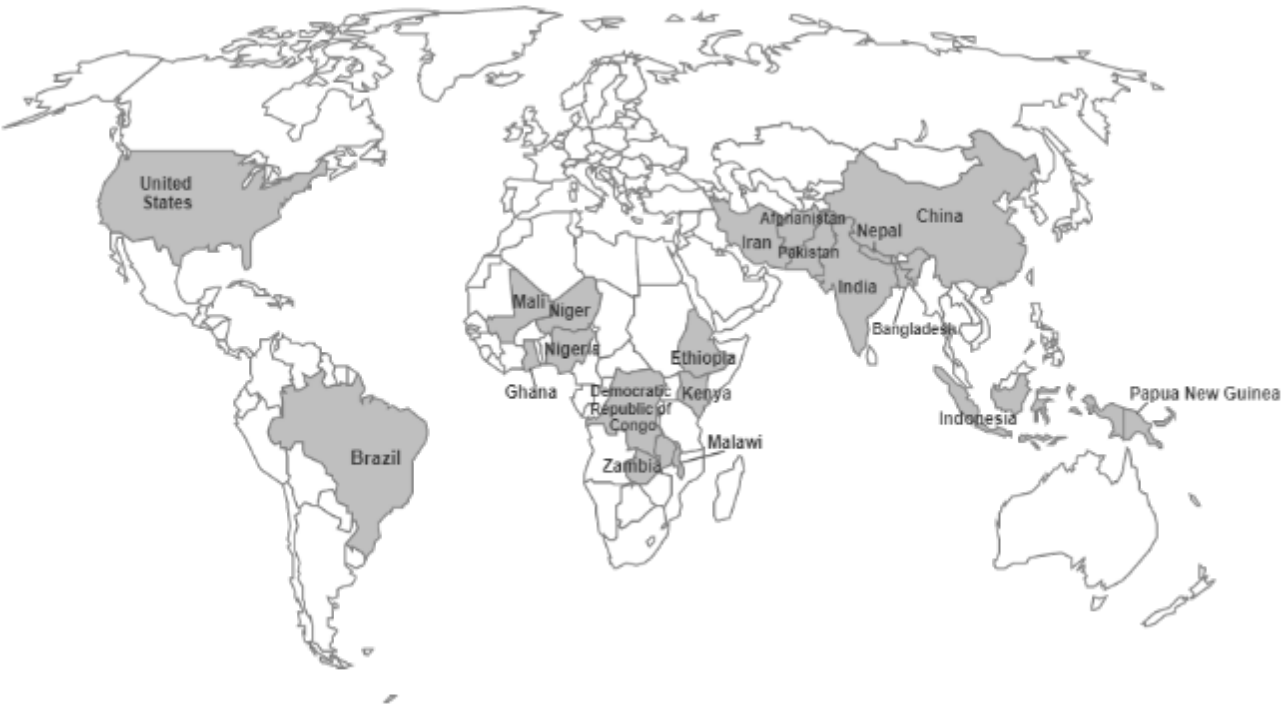 United
States
Brazil
Mali
Niger
Nigeria
Ghana
Ethiopia
Kenya
Democratic
Republic of
Congo
Zambia
Malawi
Iran
Afghanistan
Pakistan
Nepal
India
Bangladesh
China
Indonesia
Papua New Guinea